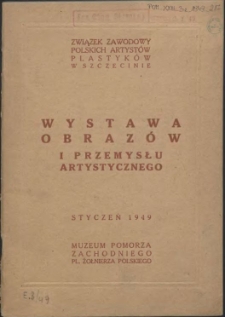 ZWIĄZEK ZAWODOWY
POLSKICH ARTYSTÓW
PLASTYKÓW
W SZCZECINIE
WYSTAWA
OBRAZÓW
I PRZEMYSŁU
ARTYSTYCZNEGO
STYCZEŃ 1949
MUZEUM POMORZA
ZACHODNIEGO
PL. ŻOŁNIERZA POLSKIEGO